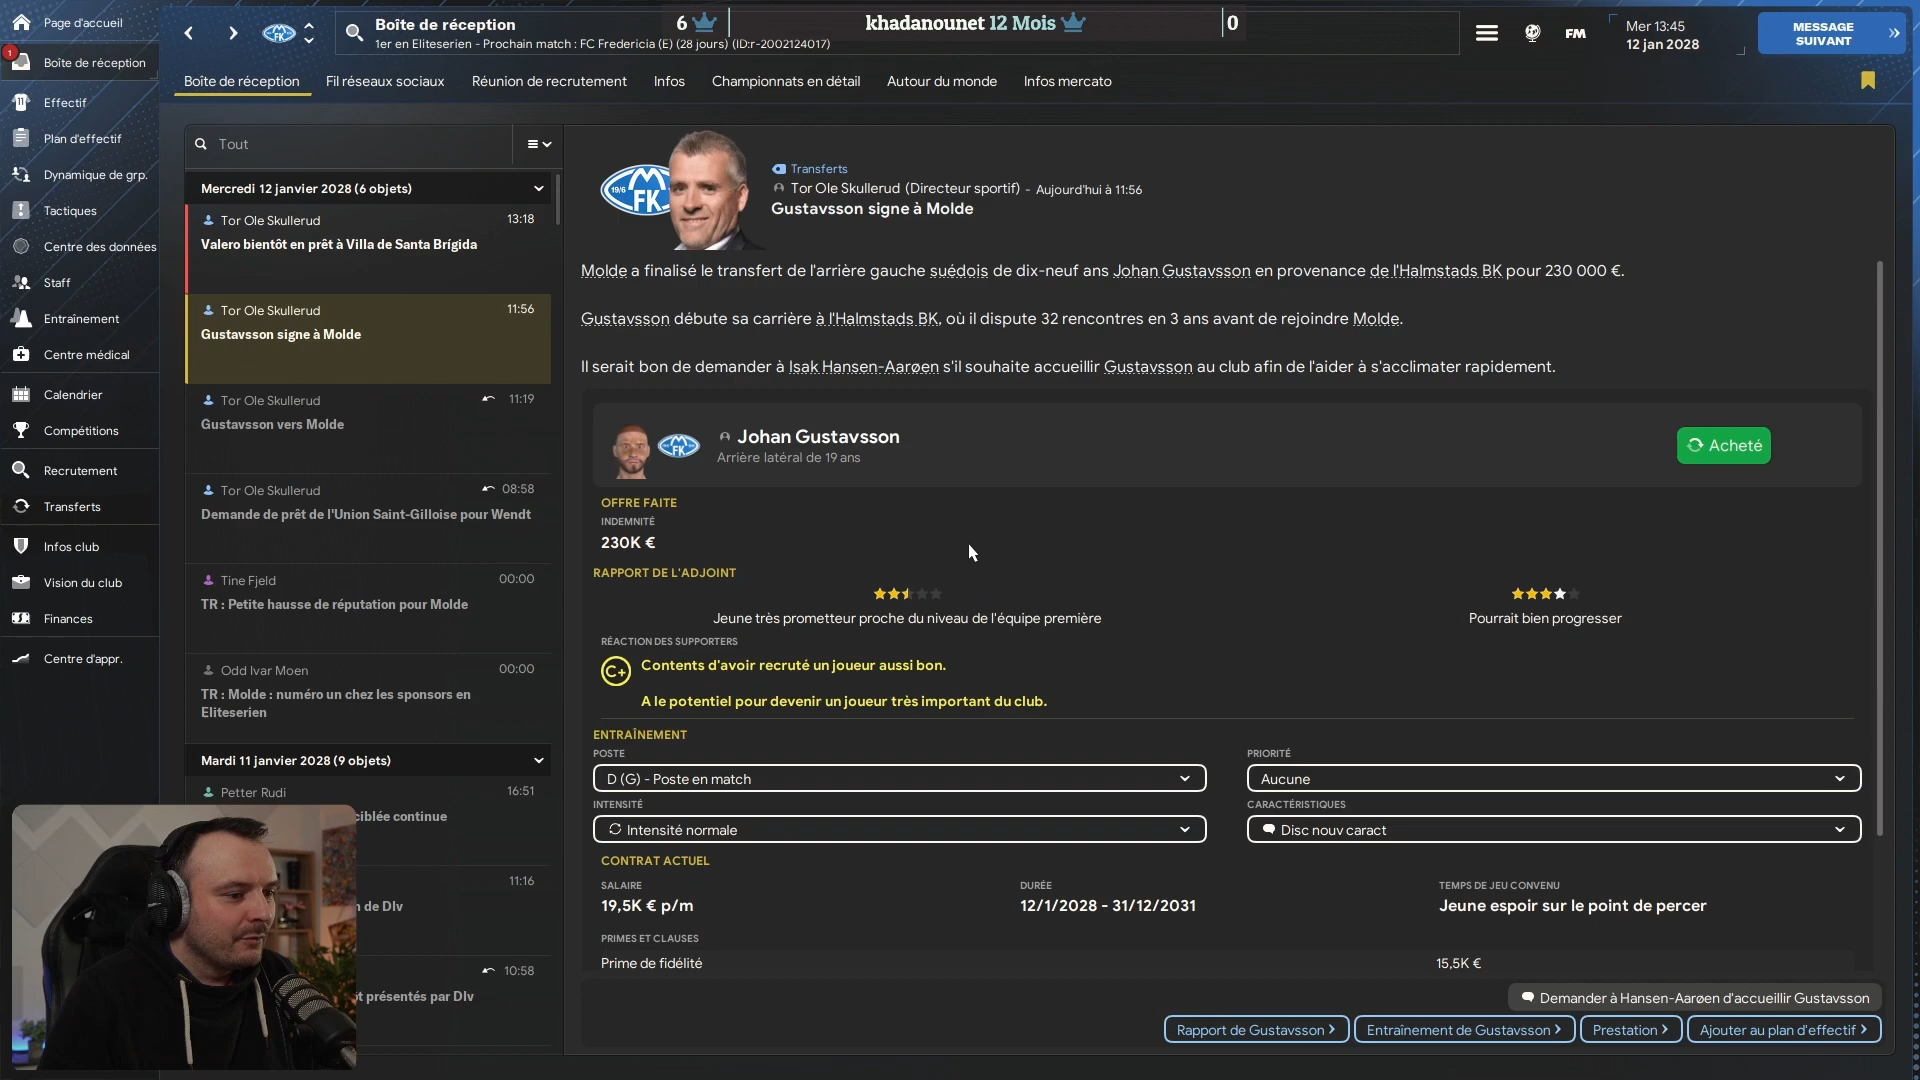 Page d'accueil
1
Boîte de réception
Effectif
Plan d'effectif
Dynamique de grp.
Tactiques
Centre des données
Staff
Entraînement
Centre médical
Calendrier
Compétitions
Recrutement
Transferts
Infos club
Vision du club
Finances
Centre d'appr.
Boîte de réception
1er en Eliteserien - Prochain match : FC Fredericia (E) (28 jours) (ID:r-2002124017)
6
khadanounet 12 Mois
0
FM
Mer 13:45
12 jan 2028
MESSAGE SUIVANT
Boîte de réception
Fil réseaux sociaux
Réunion de recrutement
Infos
Championnats en détail
Autour du monde
Infos mercato
Tout
Mercredi 12 janvier 2028 (6 objets)
Tor Ole Skullerud 13:18
Valero bientôt en prêt à Villa de Santa Brígida
Tor Ole Skullerud 11:56
Gustavsson signe à Molde
Tor Ole Skullerud 11:19
Gustavsson vers Molde
Tor Ole Skullerud 08:58
Demande de prêt de l'Union Saint-Gilloise pour Wendt
Tine Fjeld 00:00
TR : Petite hausse de réputation pour Molde
Odd Ivar Moen 00:00
TR : Molde : numéro un chez les sponsors en
Eliteserien
Mardi 11 janvier 2028 (9 objets)
Petter Rudi 16:51
ciblée continue
11:16
de Dlv
10:58
présentés par Dlv
19/6
M
FK
Transferts
Tor Ole Skullerud (Directeur sportif) - Aujourd'hui à 11:56
Gustavsson signe à Molde
Molde a finalisé le transfert de l'arrière gauche suédois de dix-neuf ans Johan Gustavsson en provenance de l'Halmstads BK pour 230 000 €.
Gustavsson débute sa carrière à l'Halmstads BK, où il dispute 32 rencontres en 3 ans avant de rejoindre Molde.
Il serait bon de demander à Isak Hansen-Aarøen s'il souhaite accueillir Gustavsson au club afin de l'aider à s'acclimater rapidement.
Johan Gustavsson
Arrière latéral de 19 ans
Acheté
OFFRE FAITE
INDEMNITÉ
230K €
RAPPORT DE L'ADJOINT
Jeune très prometteur proche du niveau de l'équipe première
Pourrait bien progresser
RÉACTION DES SUPPORTERS
C+
Contents d'avoir recruté un joueur aussi bon.
A le potentiel pour devenir un joueur très important du club.
ENTRAÎNEMENT
POSTE
D (G) - Poste en match
PRIORITÉ
Aucune
INTENSITÉ
Intensité normale
CARACTÉRISTIQUES
Disc nouv caract
CONTRAT ACTUEL
SALAIRE
19,5K € p/m
DURÉE
12/1/2028 - 31/12/2031
TEMPS DE JEU CONVENU
Jeune espoir sur le point de percer
PRIMES ET CLAUSES
Prime de fidélité 15,5K €
Demander à Hansen-Aarøen d'accueillir Gustavsson
Rapport de Gustavsson
Entraînement de Gustavsson
Prestation
Ajouter au plan d'effectif